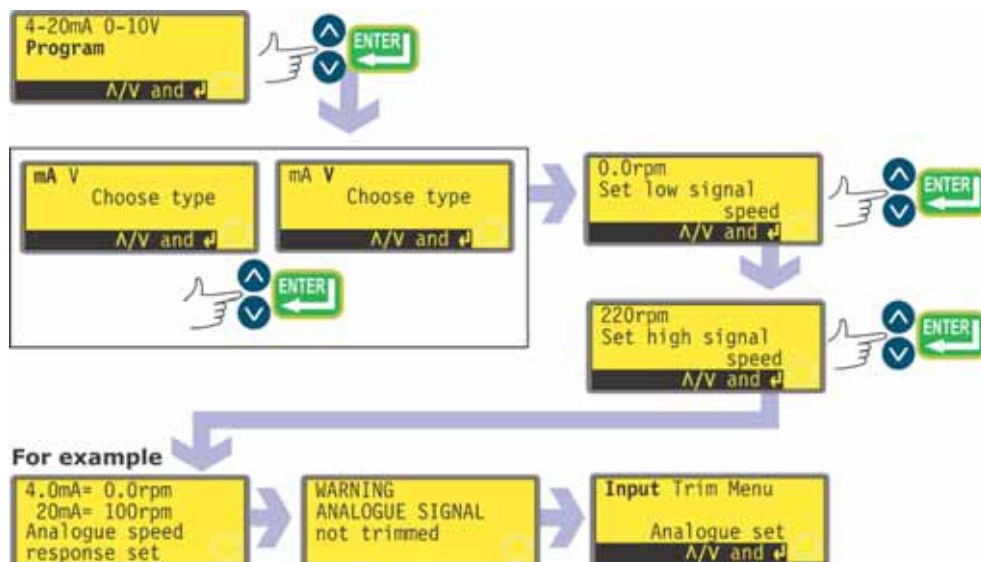 4-20mA 0-10V
Program
Λ/V and ↲
ENTER
mA V
Choose type
Λ/V and ↲
mA V
Choose type
Λ/V and ↲
ENTER
0.0rpm
Set low signal
speed
Λ/V and ↲
ENTER
220rpm
Set high signal
speed
Λ/V and ↲
ENTER
For example
4.0mA= 0.0rpm
20mA= 100rpm
Analogue speed
response set
WARNING
ANALOGUE SIGNAL
not trimmed
Input Trim Menu
Analogue set
Λ/V and ↲